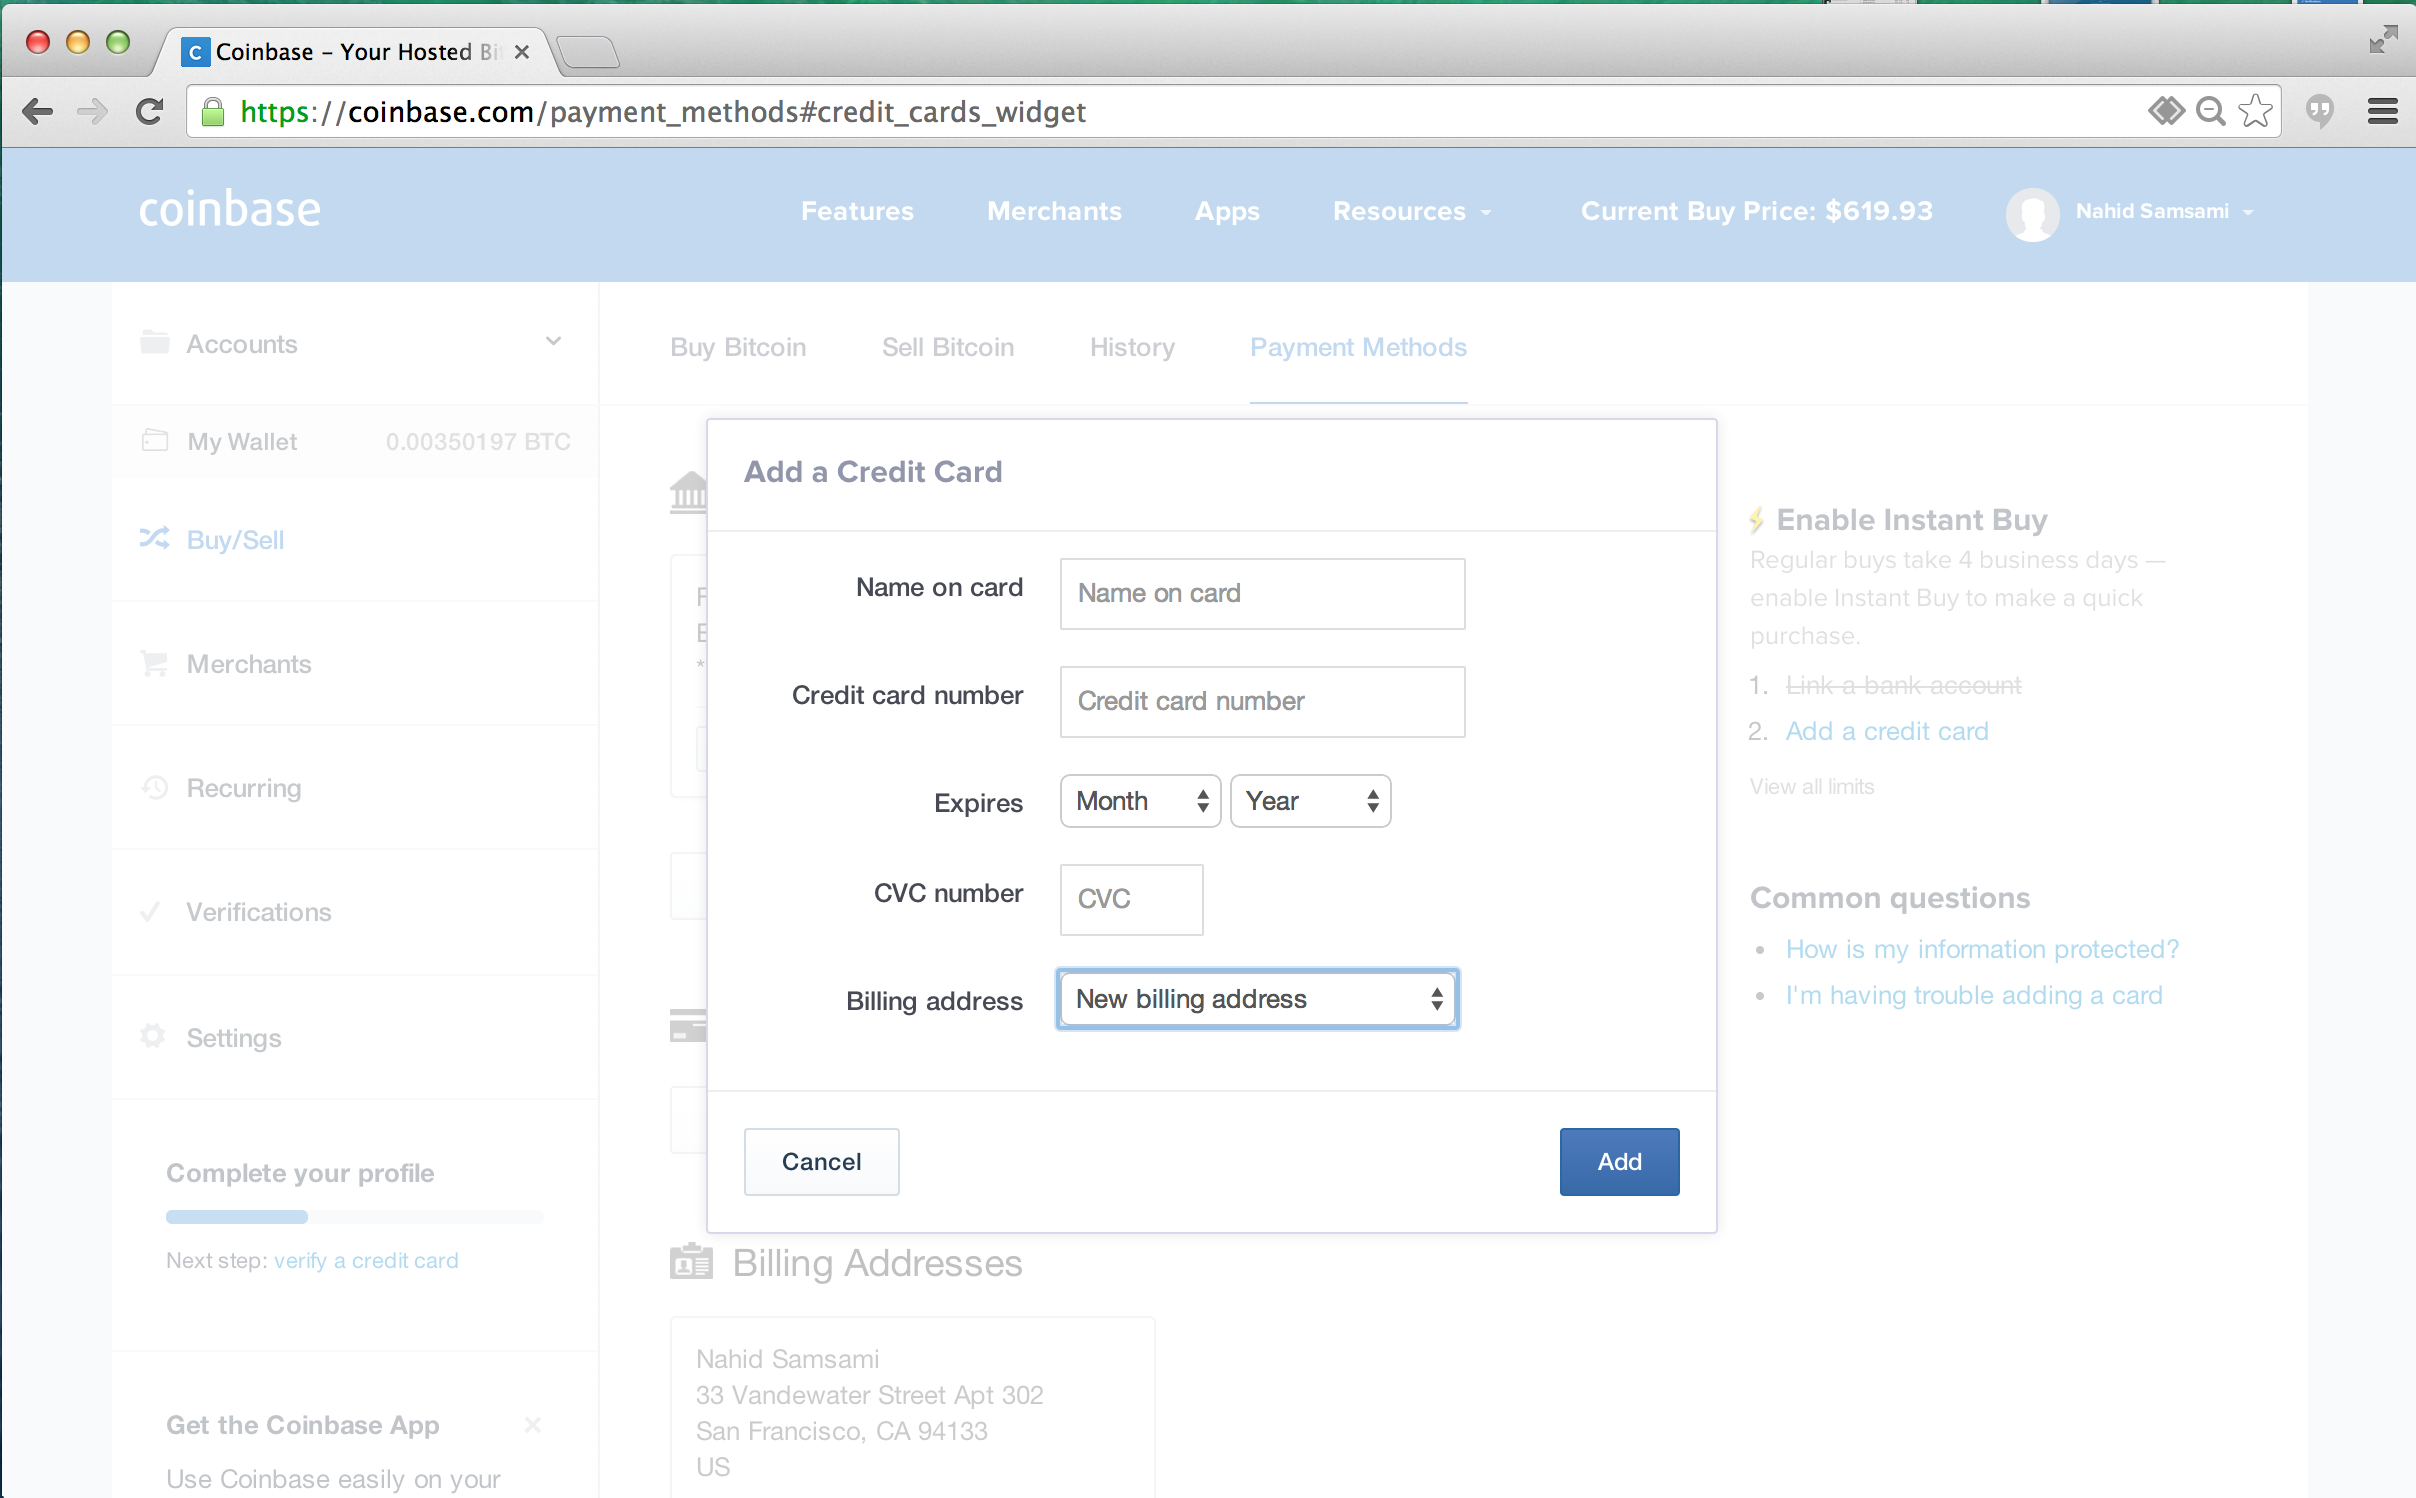 Coinbase – Your Hosted Bi
https://coinbase.com/payment_methods#credit_cards_widget
coinbase
Features
Merchants
Apps
Resources
Current Buy Price: $619.93
Nahid Samsami
Accounts
My Wallet
0.00350197 BTC
Buy/Sell
Merchants
Recurring
Verifications
Settings
Complete your profile
Next step: verify a credit card
Get the Coinbase App
Use Coinbase easily on your
Buy Bitcoin
Sell Bitcoin
History
Payment Methods
Add a Credit Card
Name on card
Name on card
Credit card number
Credit card number
Expires
Month
Year
CVC number
CVC
Billing address
New billing address
Cancel
Add
Billing Addresses
Nahid Samsami
33 Vandewater Street Apt 302
San Francisco, CA 94133
US
Enable Instant Buy
Regular buys take 4 business days —
enable Instant Buy to make a quick
purchase.
1. Link a bank account
2. Add a credit card
View all limits
Common questions
• How is my information protected?
• I'm having trouble adding a card